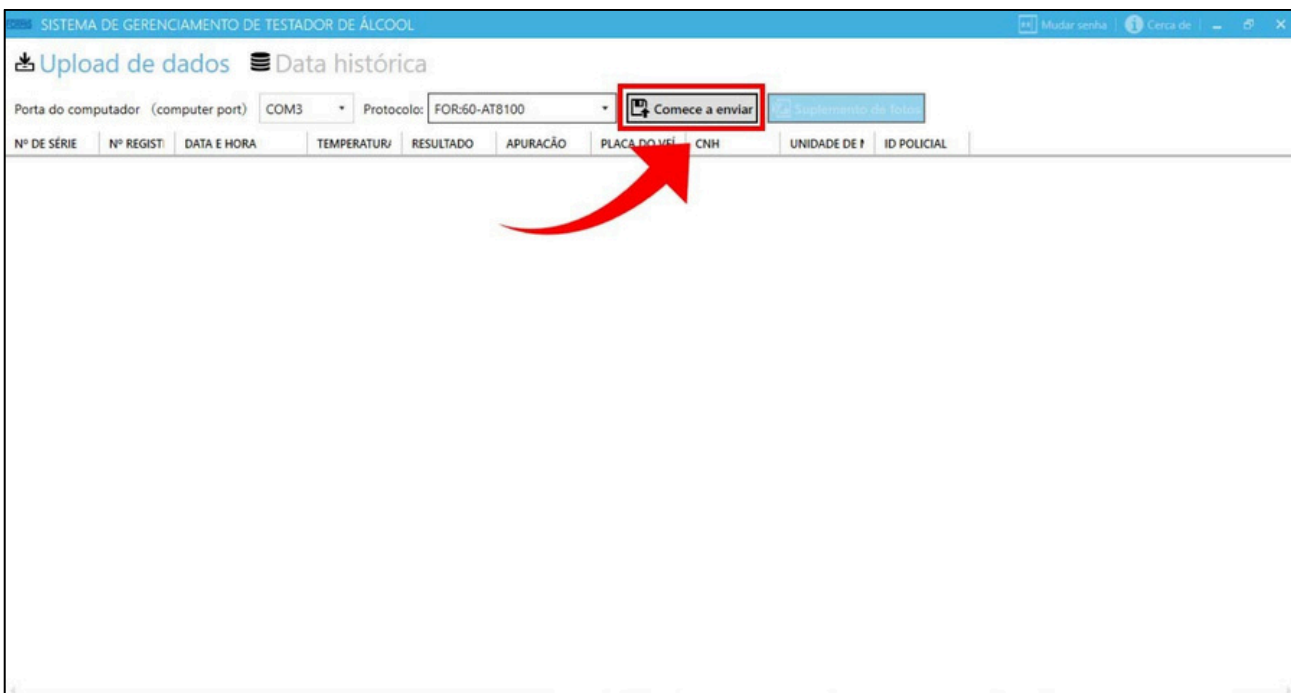 SISTEMA DE GERENCIAMENTO DE TESTADOR DE ÁLCOOL Mudar senha Cerca de
Upload de dados Data histórica
Porta do computador (computer port) COM3 Protocolo: FOR:60-AT8100 Comece a enviar Suplemento de fotos
Nº DE SÉRIE Nº REGIST DATA E HORA TEMPERATUR RESULTADO APURACÃO PLACA DO VEÍ CNH UNIDADE DE ID POLICIAL